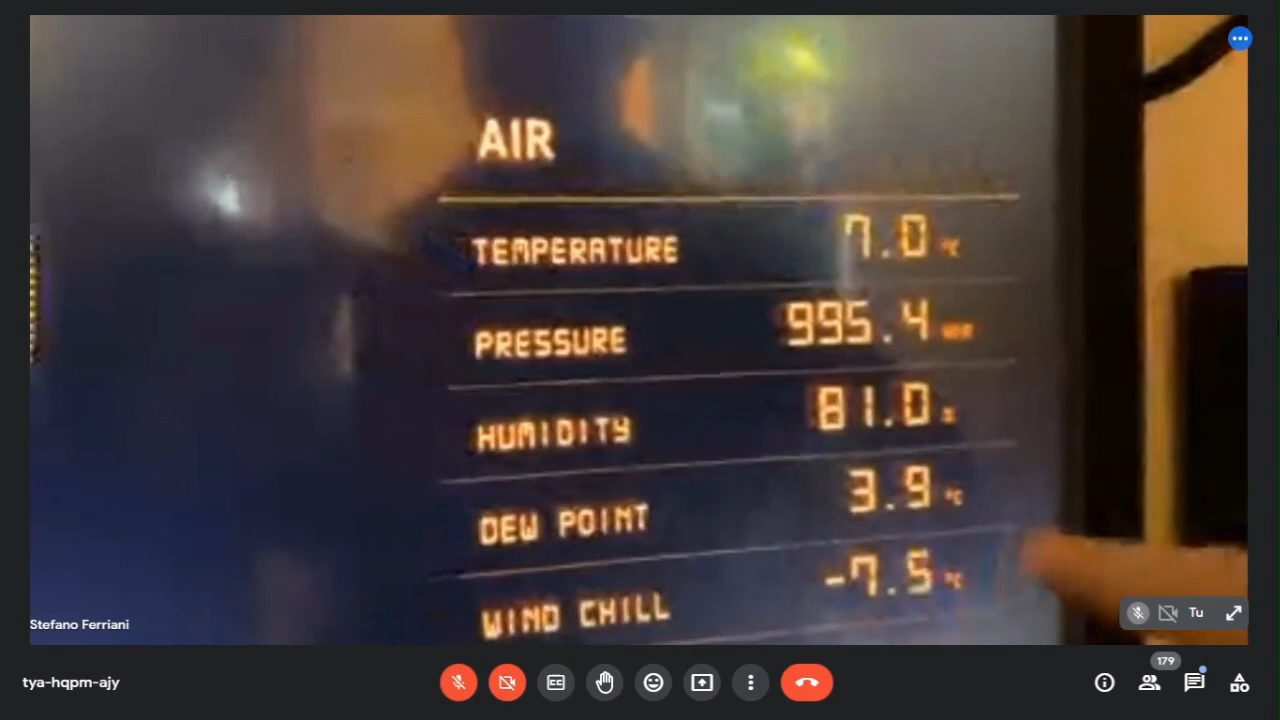 AIR
TEMPERATURE 7.0 °C
PRESSURE 995.4
HUMIDITY 81.0 %
DEW POINT 3.9 °C
WIND CHILL -7.5 °C
Stefano Ferriani
Tu
tya-hqpm-ajy
CC
179